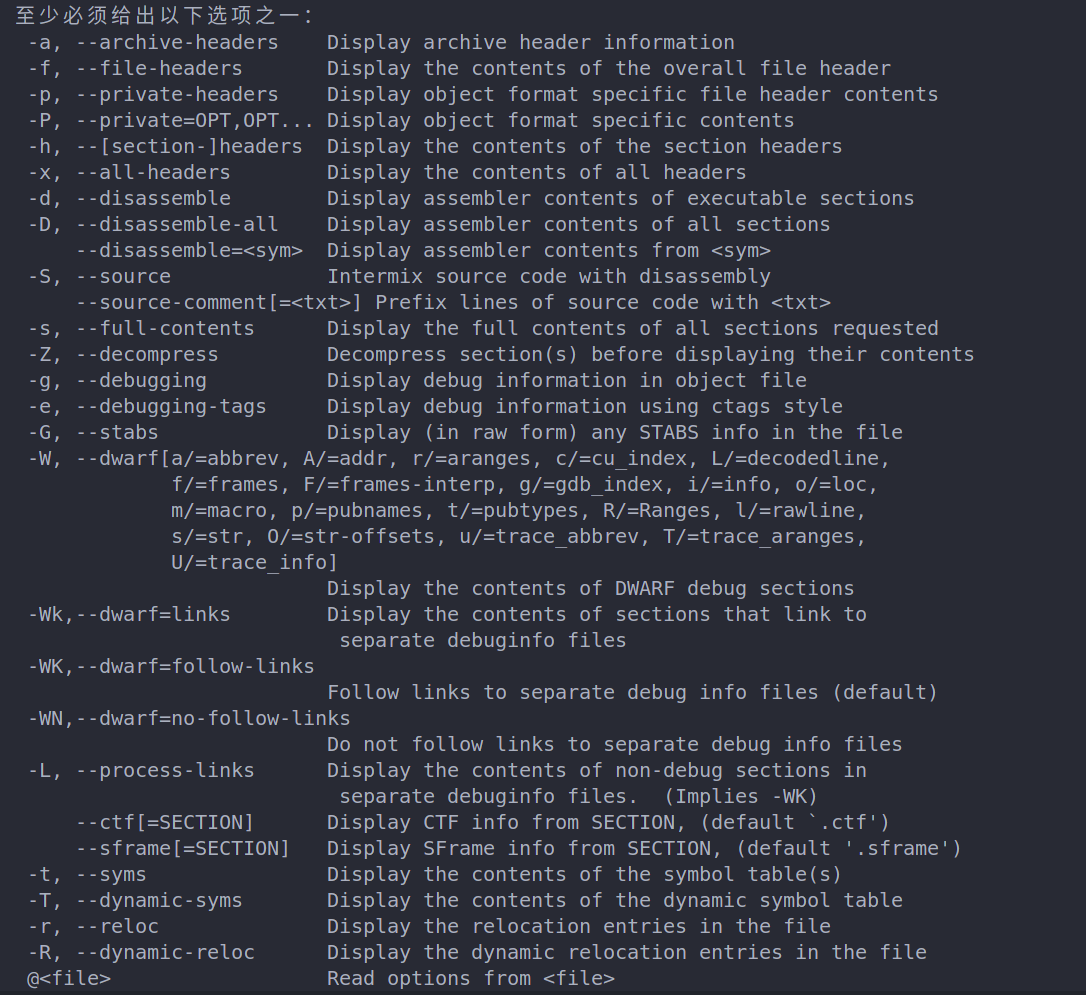 至少必须给出以下选项之一：
 -a, --archive-headers    Display archive header information
 -f, --file-headers       Display the contents of the overall file header
 -p, --private-headers    Display object format specific file header contents
 -P, --private=OPT,OPT... Display object format specific contents
 -h, --[section-]headers  Display the contents of the section headers
 -x, --all-headers        Display the contents of all headers
 -d, --disassemble        Display assembler contents of executable sections
 -D, --disassemble-all    Display assembler contents of all sections
     --disassemble=<sym>  Display assembler contents from <sym>
 -S, --source             Intermix source code with disassembly
     --source-comment[=<txt>] Prefix lines of source code with <txt>
 -s, --full-contents      Display the full contents of all sections requested
 -Z, --decompress         Decompress section(s) before displaying their contents
 -g, --debugging          Display debug information in object file
 -e, --debugging-tags     Display debug information using ctags style
 -G, --stabs              Display (in raw form) any STABS info in the file
 -W, --dwarf[a/=abbrev, A/=addr, r/=aranges, c/=cu_index, L/=decodedline,
             f/=frames, F/=frames-interp, g/=gdb_index, i/=info, o/=loc,
             m/=macro, p/=pubnames, t/=pubtypes, R/=Ranges, l/=rawline,
             s/=str, O/=str-offsets, u/=trace_abbrev, T/=trace_aranges,
             U/=trace_info]
                          Display the contents of DWARF debug sections
 -Wk,--dwarf=links        Display the contents of sections that link to
                           separate debuginfo files
 -WK,--dwarf=follow-links
                          Follow links to separate debug info files (default)
 -WN,--dwarf=no-follow-links
                          Do not follow links to separate debug info files
 -L, --process-links      Display the contents of non-debug sections in
                           separate debuginfo files.  (Implies -WK)
     --ctf[=SECTION]      Display CTF info from SECTION, (default `.ctf')
     --sframe[=SECTION]   Display SFrame info from SECTION, (default '.sframe')
 -t, --syms               Display the contents of the symbol table(s)
 -T, --dynamic-syms       Display the contents of the dynamic symbol table
 -r, --reloc              Display the relocation entries in the file
 -R, --dynamic-reloc      Display the dynamic relocation entries in the file
 @<file>                  Read options from <file>